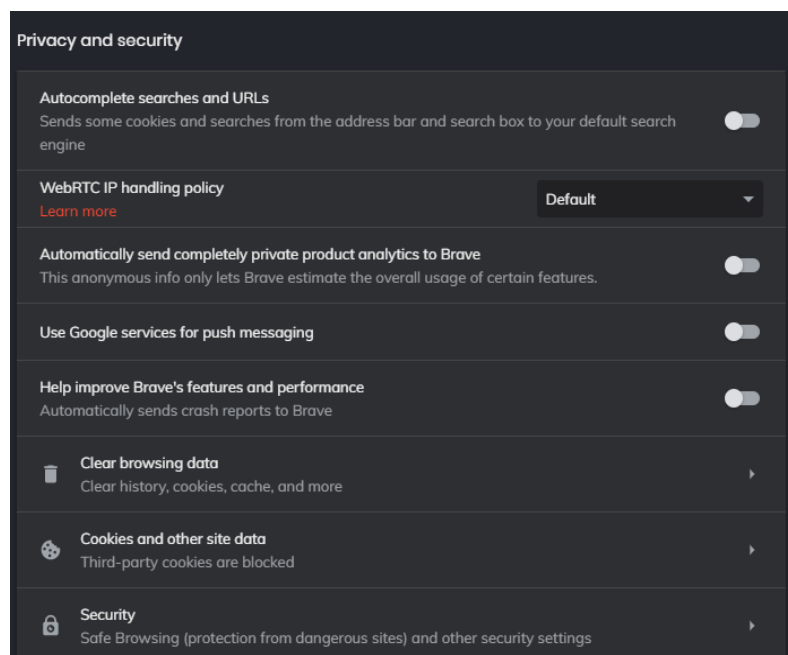 Privacy and security
Autocomplete searches and URLs
Sends some cookies and searches from the address bar and search box to your default search
engine
WebRTC IP handling policy
Learn more
Default
Automatically send completely private product analytics to Brave
This anonymous info only lets Brave estimate the overall usage of certain features.
Use Google services for push messaging
Help improve Brave's features and performance
Automatically sends crash reports to Brave
Clear browsing data
Clear history, cookies, cache, and more
Cookies and other site data
Third-party cookies are blocked
Security
Safe Browsing (protection from dangerous sites) and other security settings